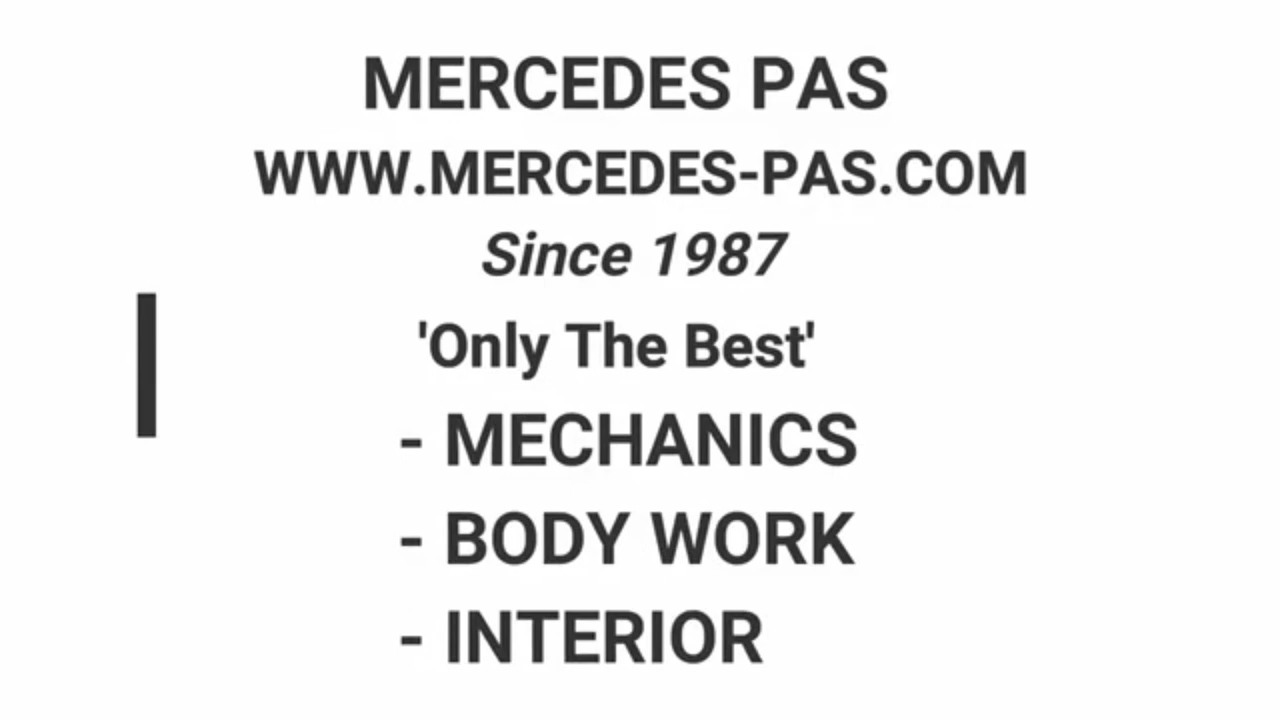 MERCEDES PAS
WWW.MERCEDES-PAS.COM
Since 1987
'Only The Best'
- MECHANICS
- BODY WORK
- INTERIOR